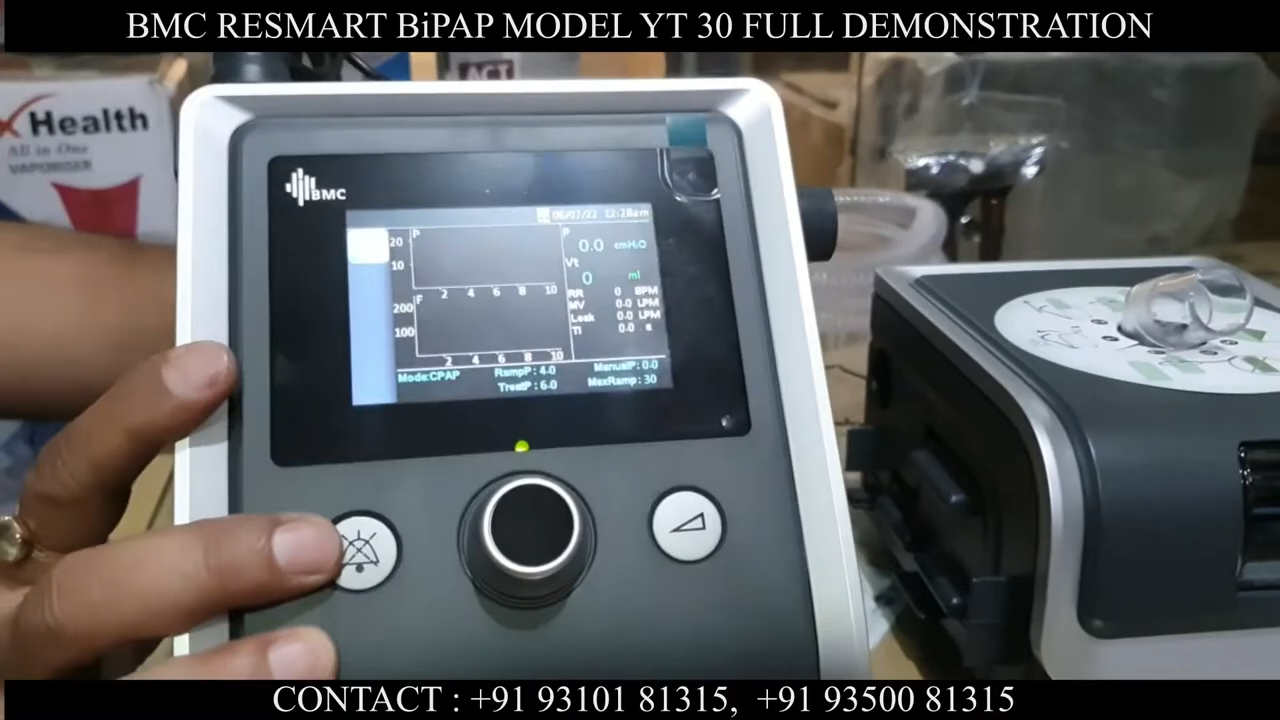 BMC RESMART BiPAP MODEL YT 30 FULL DEMONSTRATION
ACT
Health
All in One
VAPORISER
BMC
06/07/22 12:28am
P
20
10
2 4 6 8 10
P
0.0 cmH₂O
Vt
0 ml
RR 0 BPM
MV 0.0 LPM
Leak 0.0 LPM
TI 0.0 s
F
200
100
2 4 6 8 10
Mode:CPAP
RampP: 4.0
ManualP: 0.0
TreatP: 6.0
MaxRamp: 30
CONTACT : +91 93101 81315, +91 93500 81315